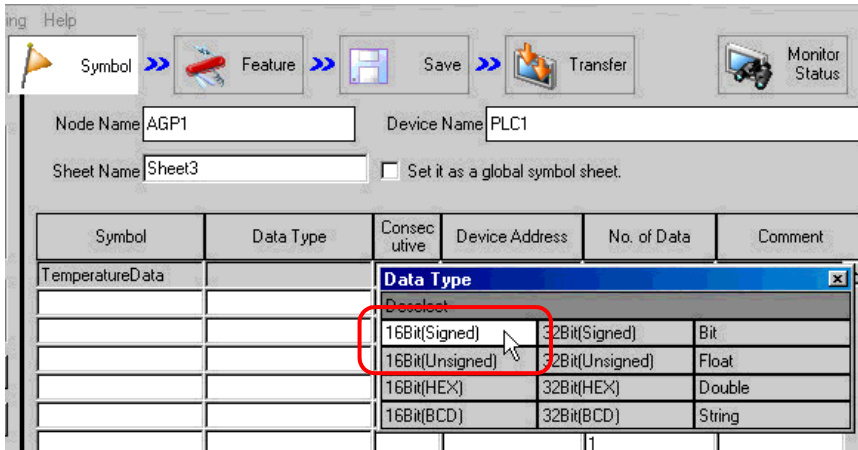 ing Help
Symbol Feature Save Transfer Monitor Status
Node Name AGP1 Device Name PLC1
Sheet Name Sheet3 Set it as a global symbol sheet.
Symbol Data Type Consecutive Device Address No. of Data Comment
TemperatureData
Data Type
Deselect
16Bit(Signed) 32Bit(Signed) Bit
16Bit(Unsigned) 32Bit(Unsigned) Float
16Bit(HEX) 32Bit(HEX) Double
16Bit(BCD) 32Bit(BCD) String
1